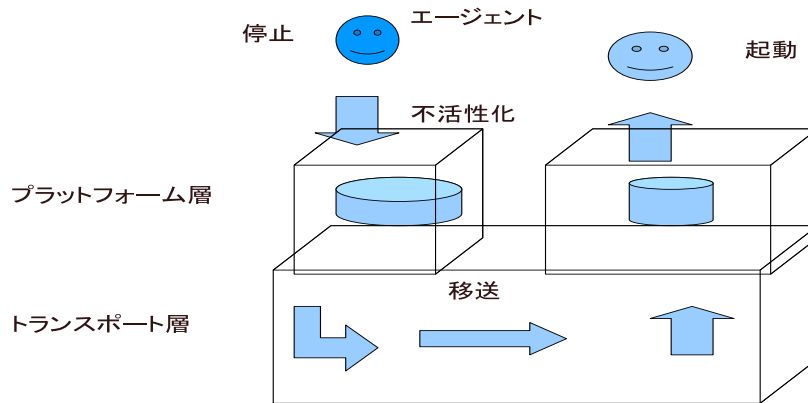 エージェント
停止
起動
不活性化
プラットフォーム層
移送
トランスポート層